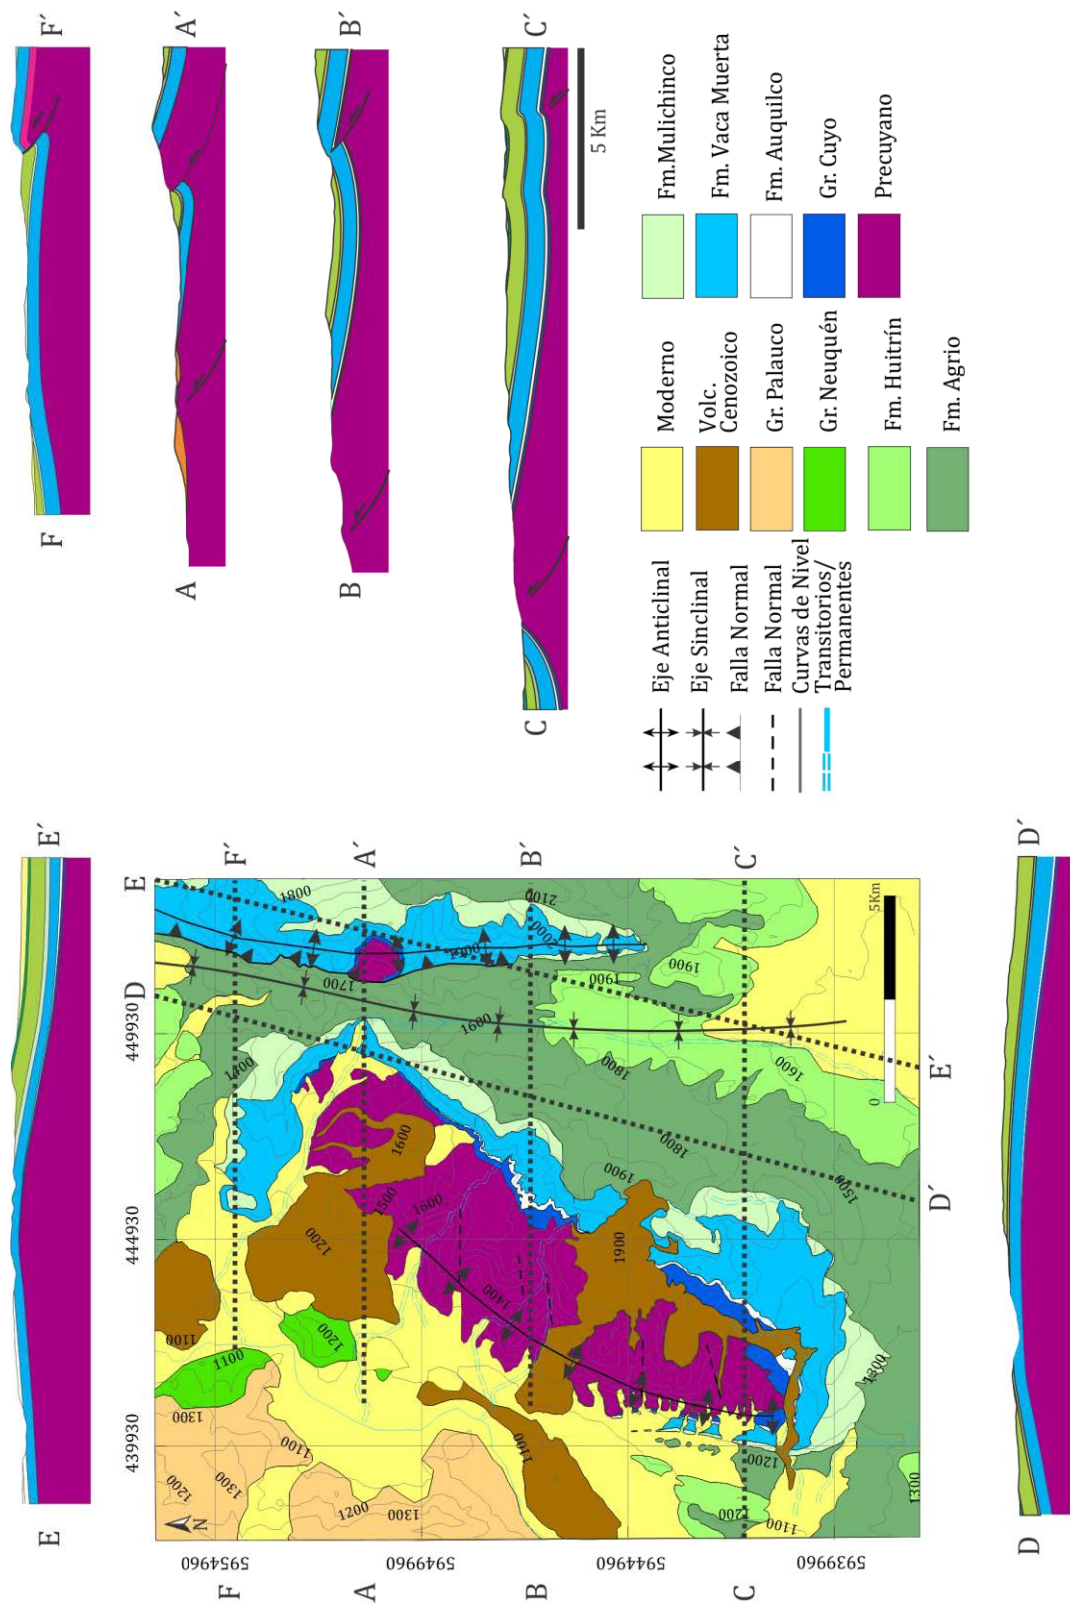 F
F´
A
A´
B
B´
C
C´
5 Km
Fm.Mulichinco
Fm. Vaca Muerta
Fm. Auquilco
Gr. Cuyo
Precuyano
Moderno
Volc.
Cenozoico
Gr. Palauco
Gr. Neuquén
Fm. Huitrín
Fm. Agrio
Eje Anticlinal
Eje Sinclinal
Falla Normal
Falla Normal
Curvas de Nivel
Transitorios/
Permanentes
E
E´
439930
444930
449930
D
E
N
5954960
5949960
5944960
5939960
F
F´
A
A´
B
B´
C
C´
D´
E´
1800
1700
1400
1600
1600
1500
1600
1200
1100
1100
1200
1300
1200
1300
1100
1200
1300
1400
1100
1900
1900
1800
1900
2000
2100
1800
1600
1500
1300
1200
1100
1300
0
5Km
D
D´